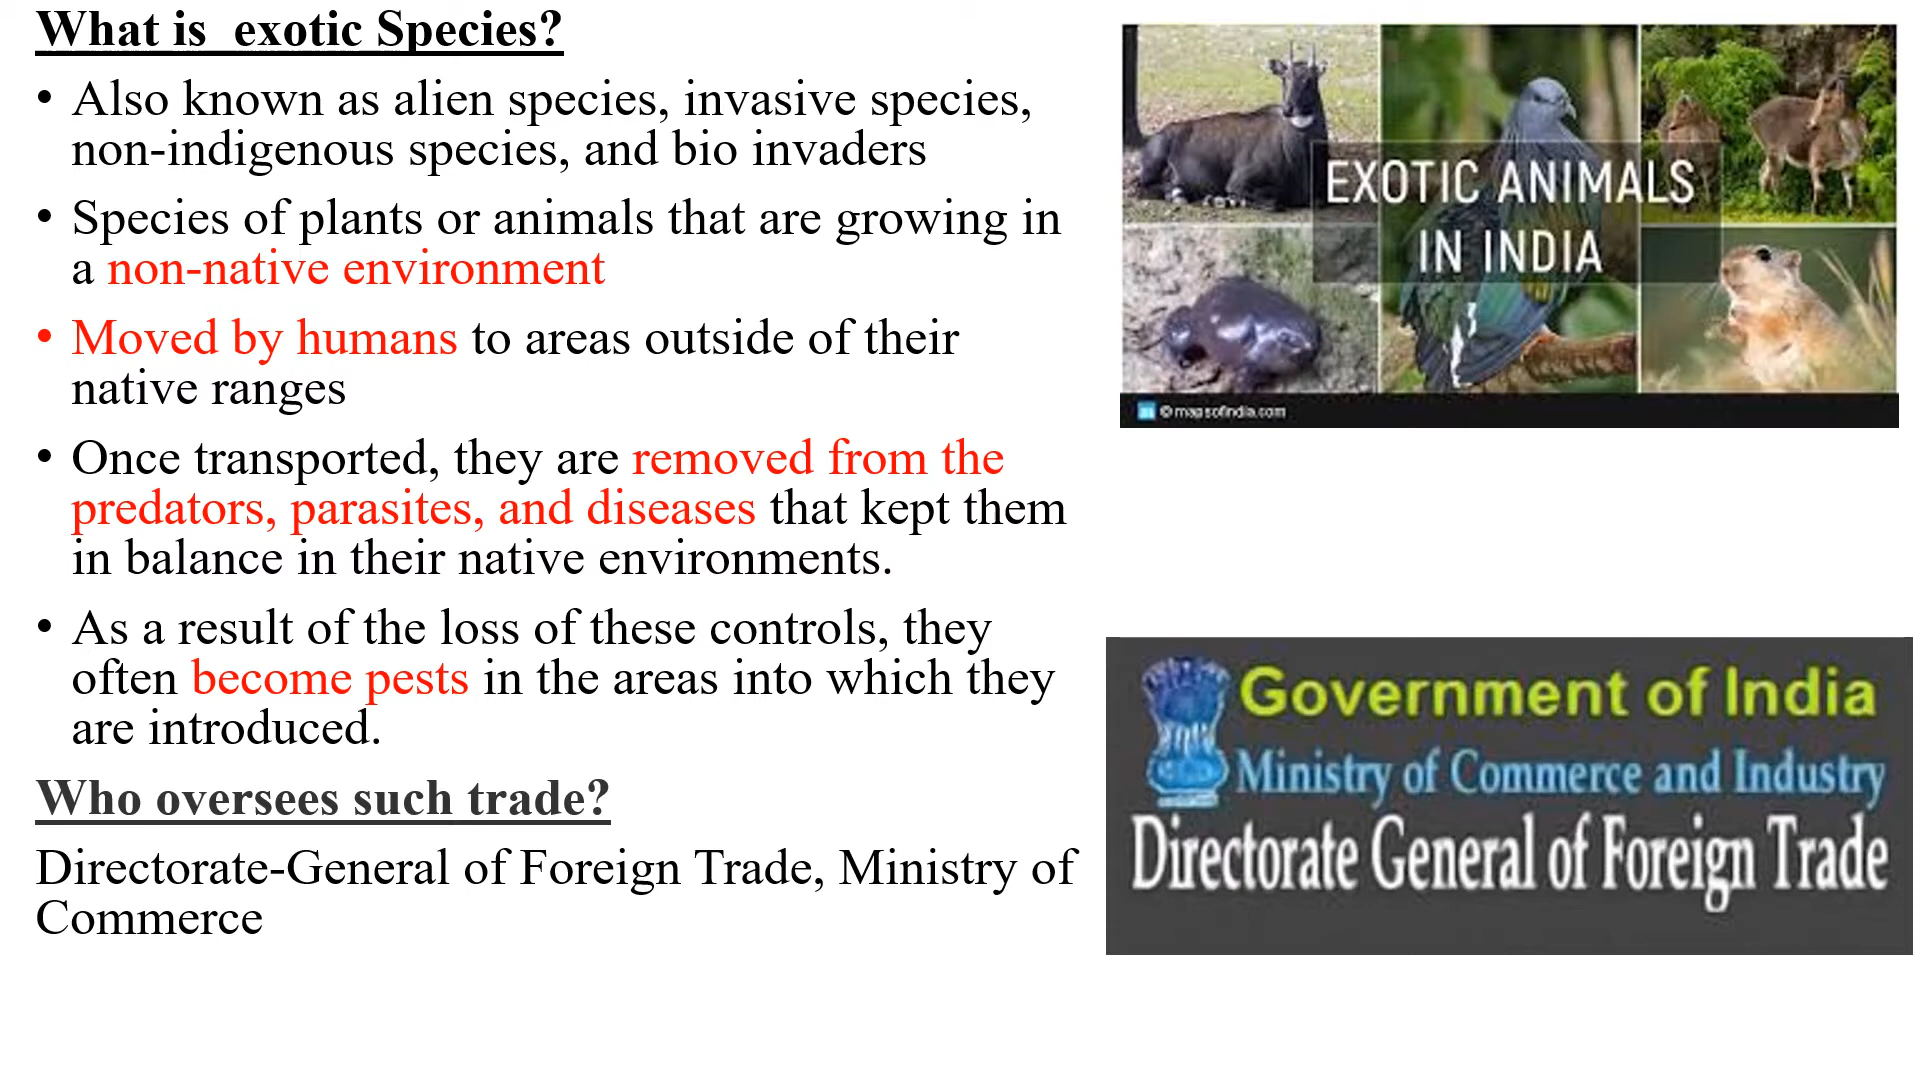 What is  exotic Species?
• Also known as alien species, invasive species,
non-indigenous species, and bio invaders
• Species of plants or animals that are growing in
a non-native environment
• Moved by humans to areas outside of their
native ranges
• Once transported, they are removed from the
predators, parasites, and diseases that kept them
in balance in their native environments.
• As a result of the loss of these controls, they
often become pests in the areas into which they
are introduced.
Who oversees such trade?
Directorate-General of Foreign Trade, Ministry of
Commerce
EXOTIC ANIMALS
IN INDIA
© mapsofindia.com
Government of India
Ministry of Commerce and Industry
Directorate General of Foreign Trade